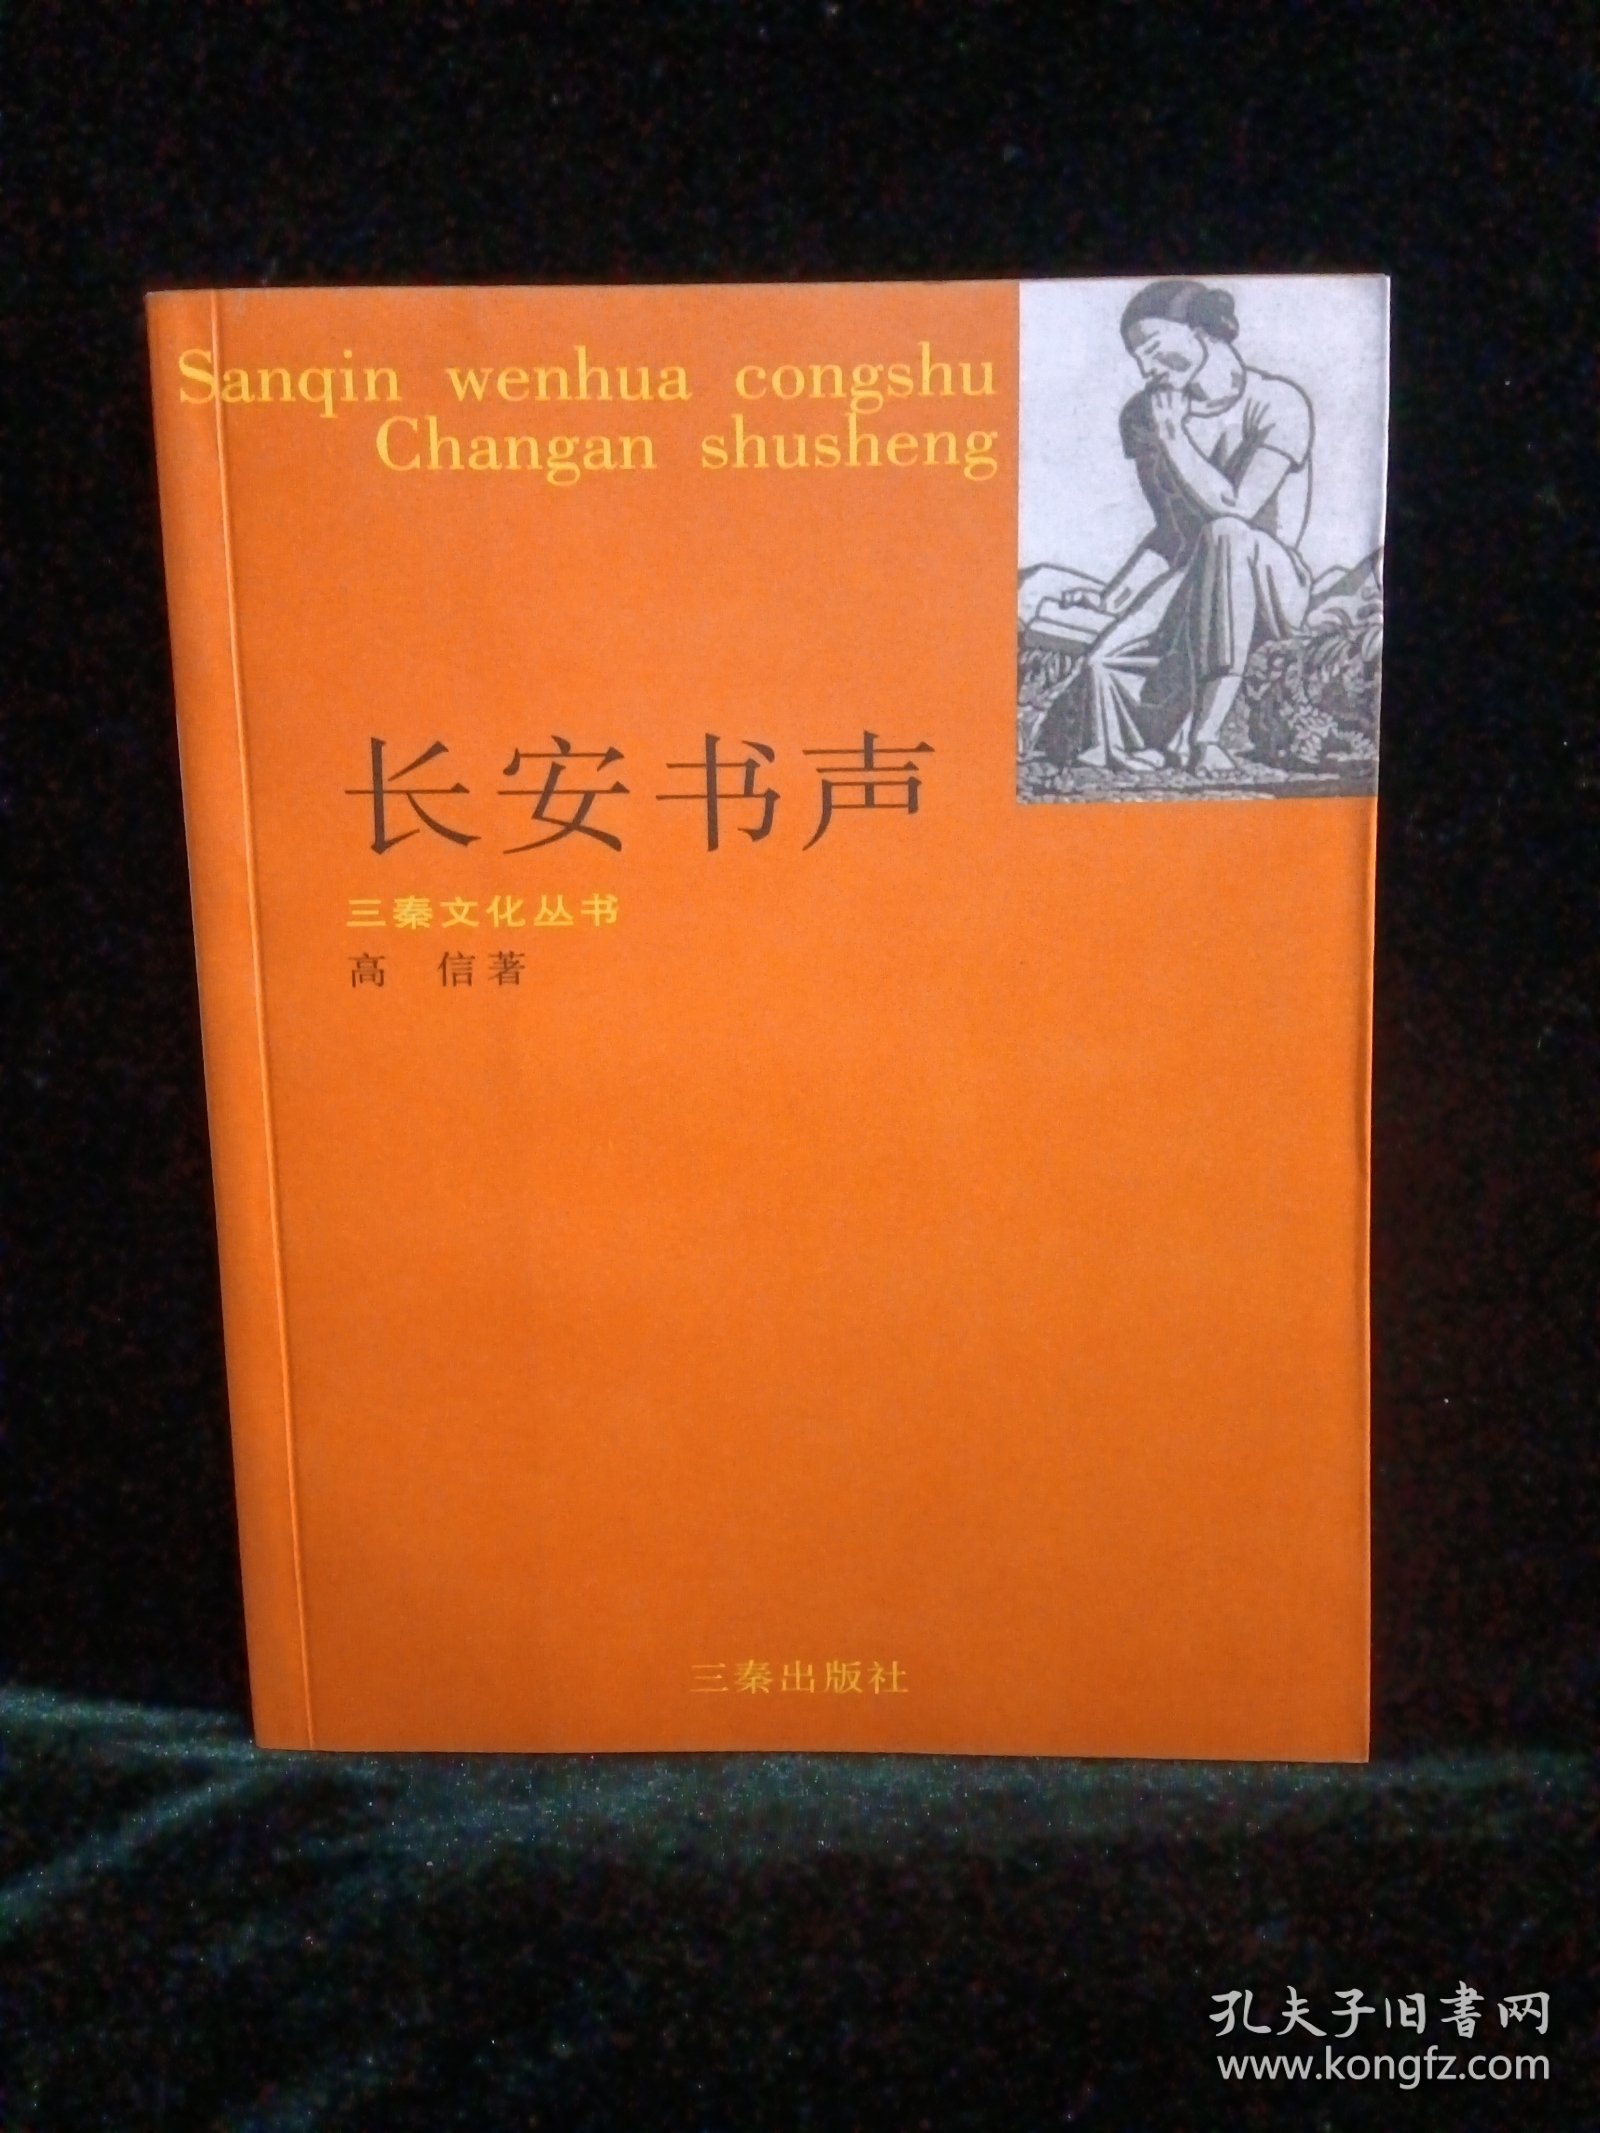 Sanqin wenhua congshu
Changan shusheng
长安书声
三秦文化丛书
高 信著
三秦出版社
孔夫子旧書网
www.kongfz.com